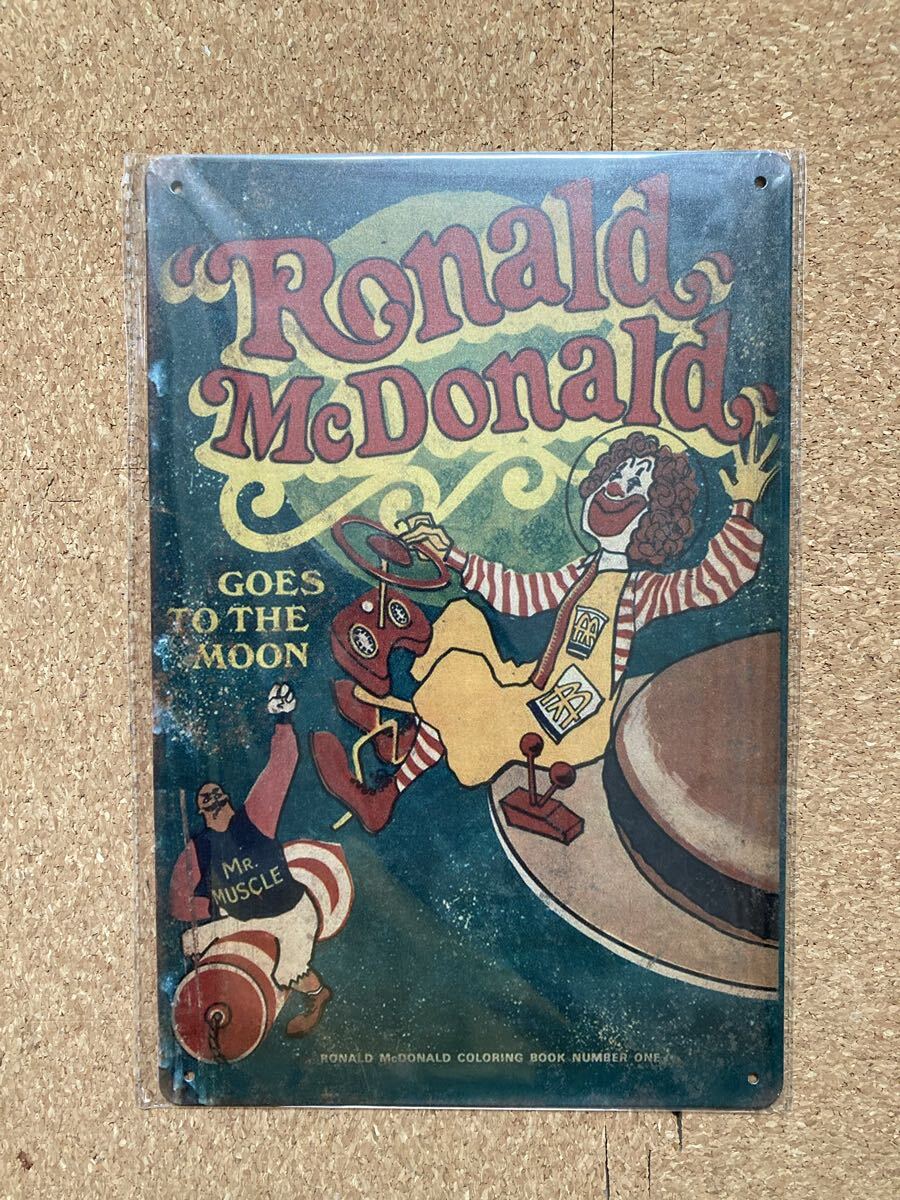 "Ronald
McDonald"
GOES
TO THE
MOON
MR.
MUSCLE
RONALD McDONALD COLORING BOOK NUMBER ONE